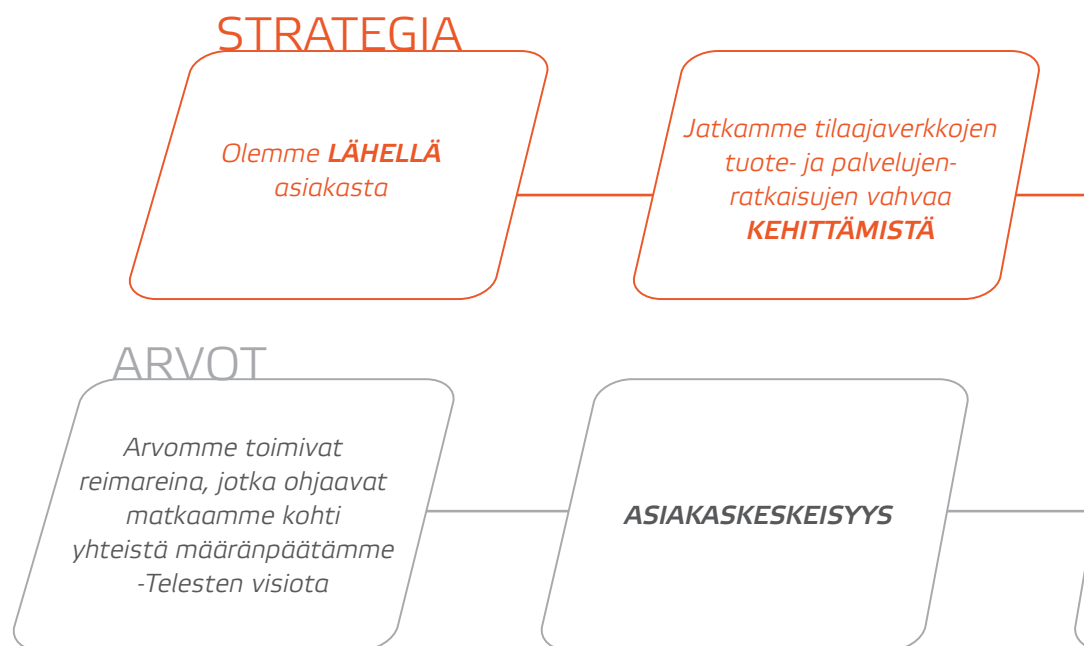 STRATEGIA
Olemme LÄHELLÄ
asiakasta
Jatkamme tilaajaverkkojen
tuote- ja palvelujen-
ratkaisujen vahvaa
KEHITTÄMISTÄ
ARVOT
Arvomme toimivat
reimareina, jotka ohjaavat
matkaamme kohti
yhteistä määränpäätämme
-Telesten visiota
ASIAKASKESKEISYYS